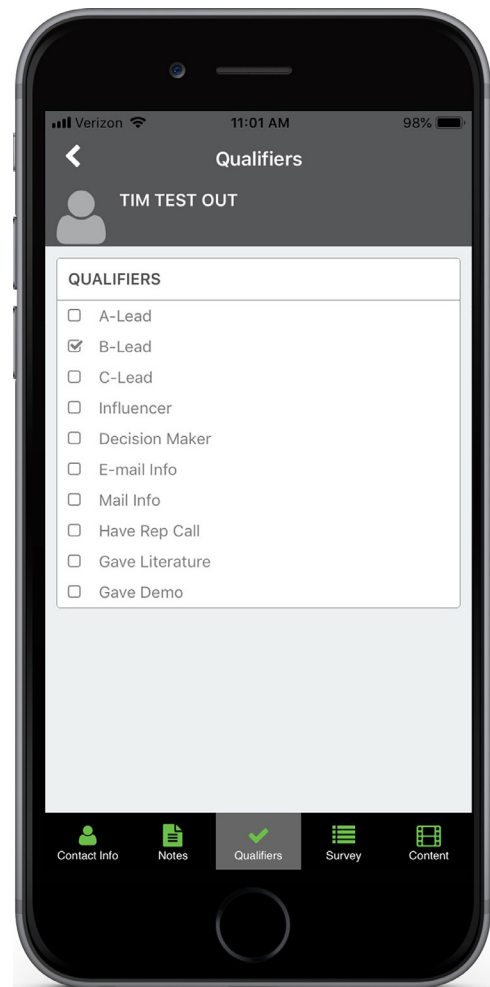 Verizon 11:01 AM 98%
Qualifiers
TIM TEST OUT
QUALIFIERS
A-Lead
B-Lead
C-Lead
Influencer
Decision Maker
E-mail Info
Mail Info
Have Rep Call
Gave Literature
Gave Demo
Contact Info Notes Qualifiers Survey Content